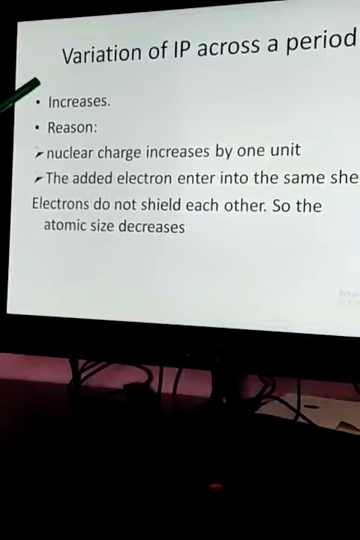 Variation of IP across a period
• Increases.
• Reason:
➢ nuclear charge increases by one unit
➢ The added electron enter into the same she
Electrons do not shield each other. So the
atomic size decreases